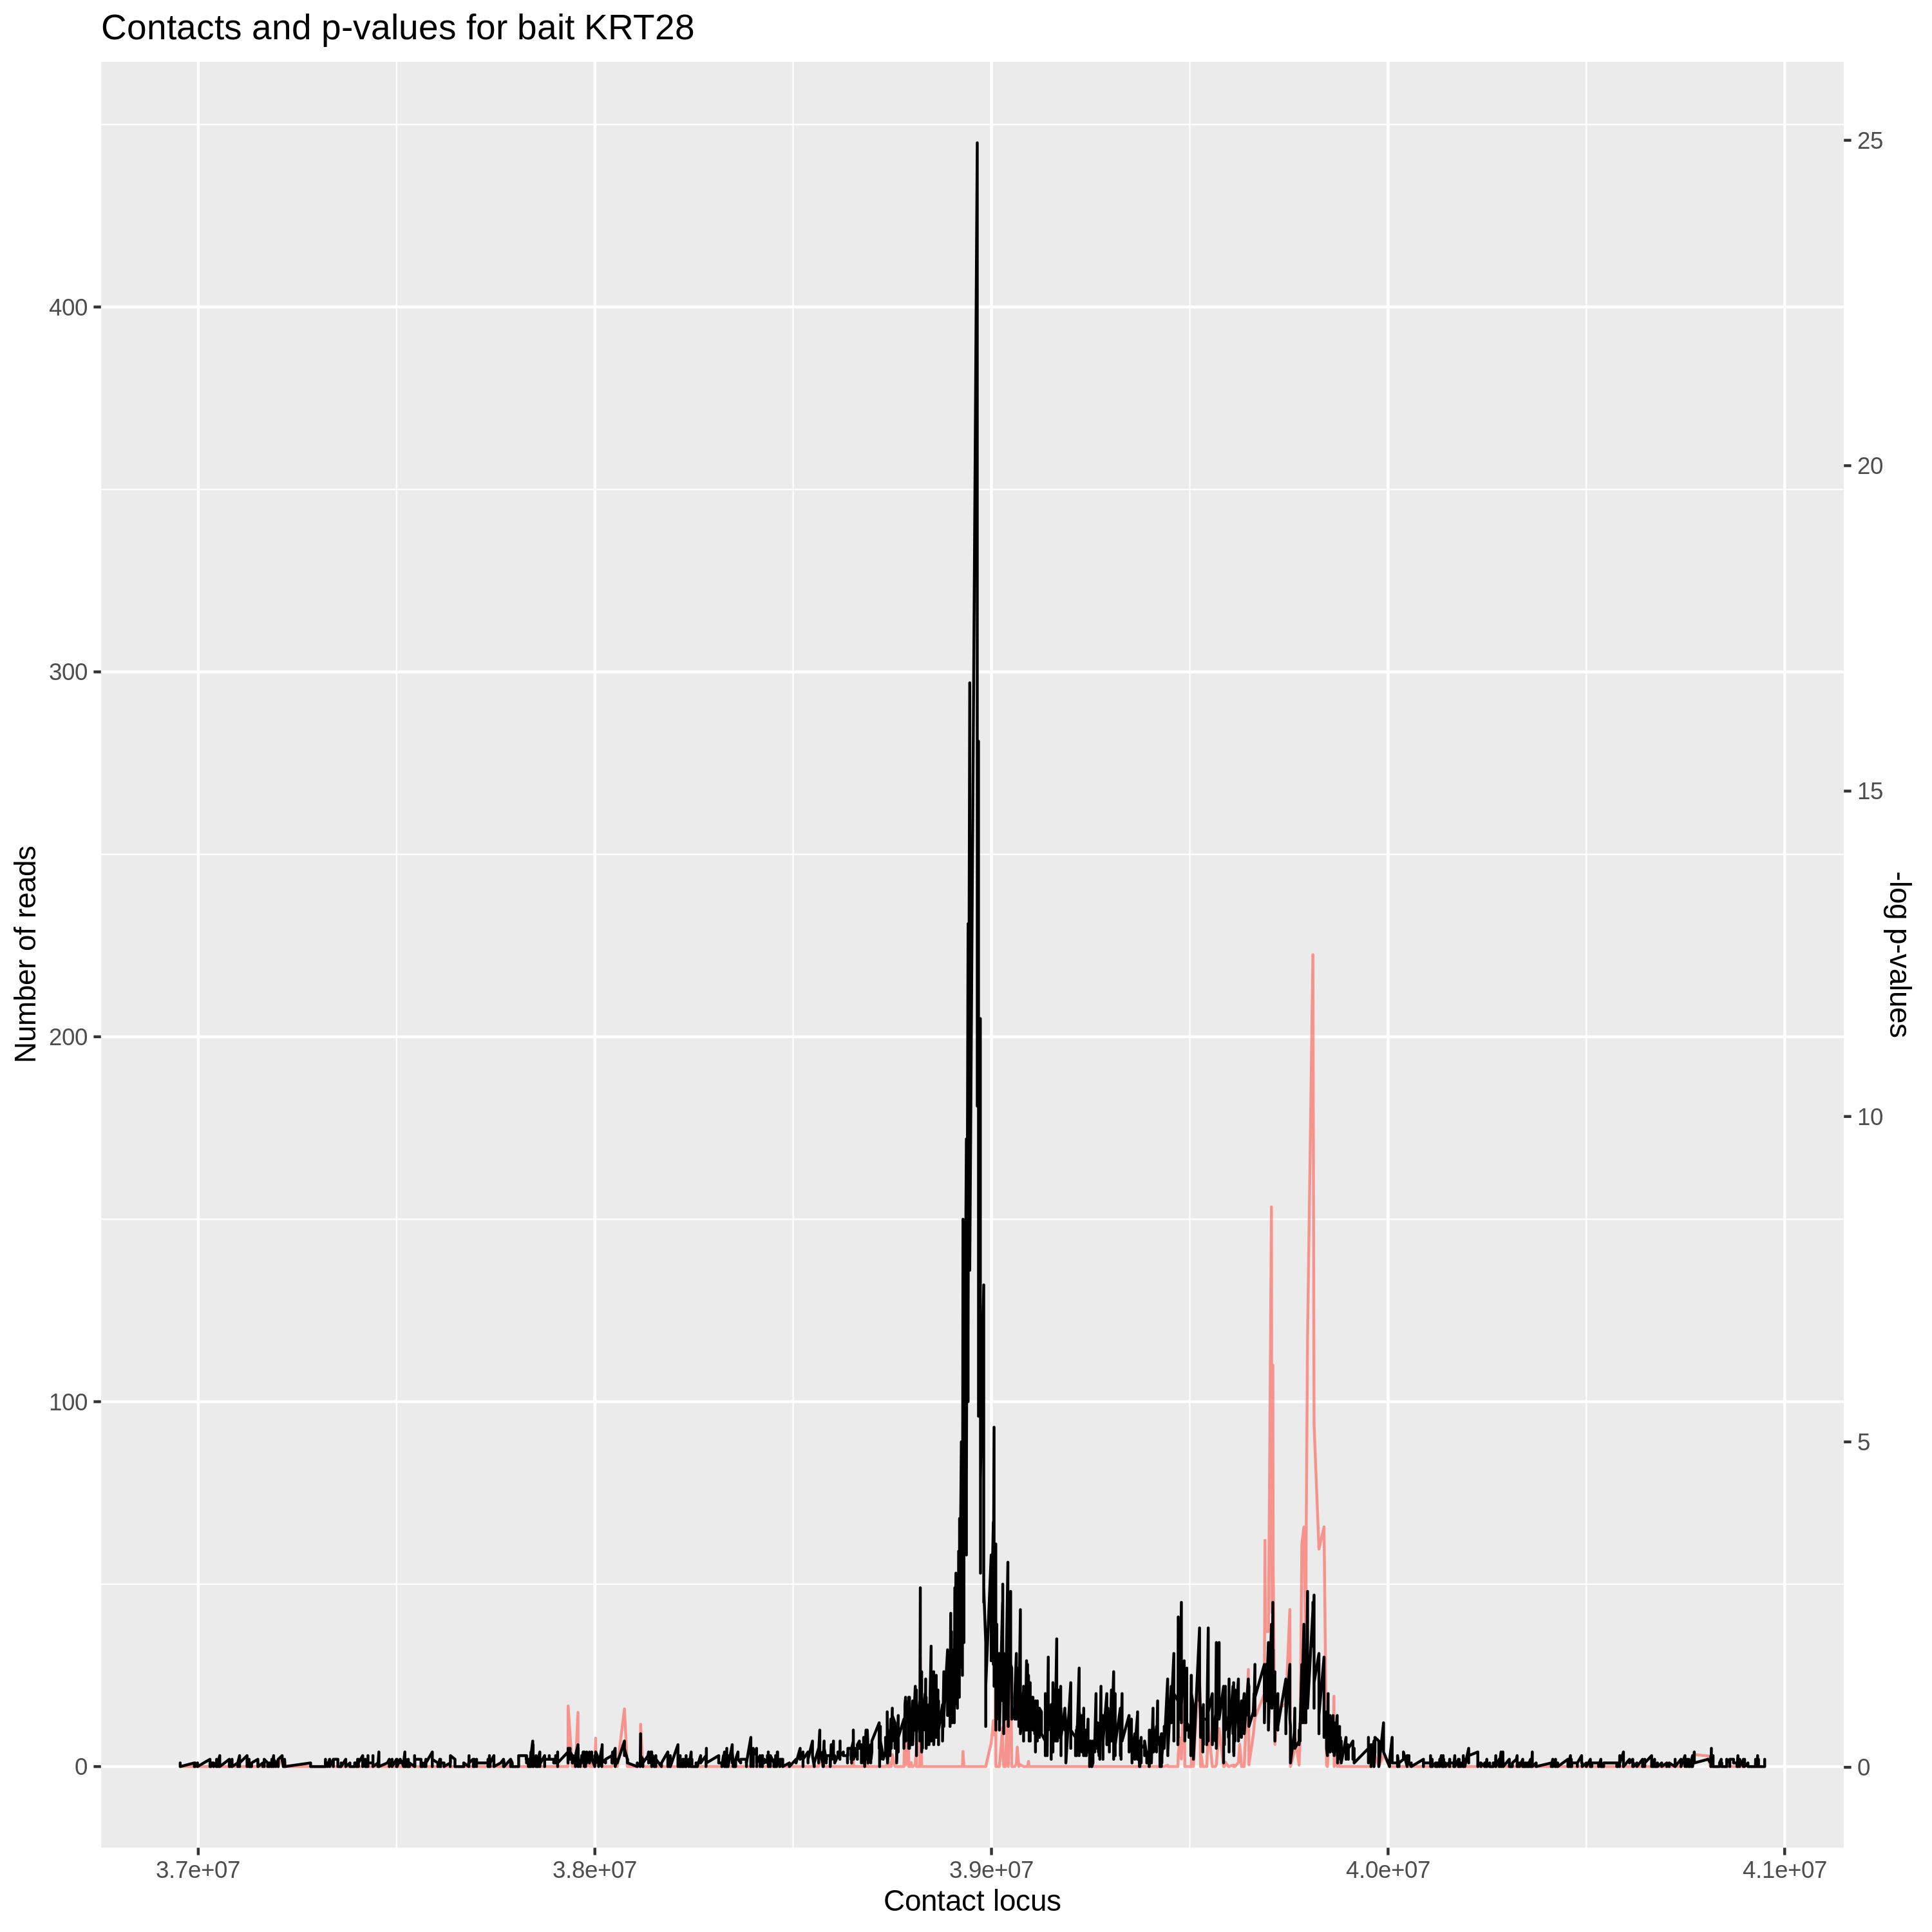 Contacts and p-values for bait KRT28
400
300
200
100
0
Number of reads
25
20
15
10
5
0
-log p-values
3.7e+07
3.8e+07
3.9e+07
4.0e+07
4.1e+07
Contact locus